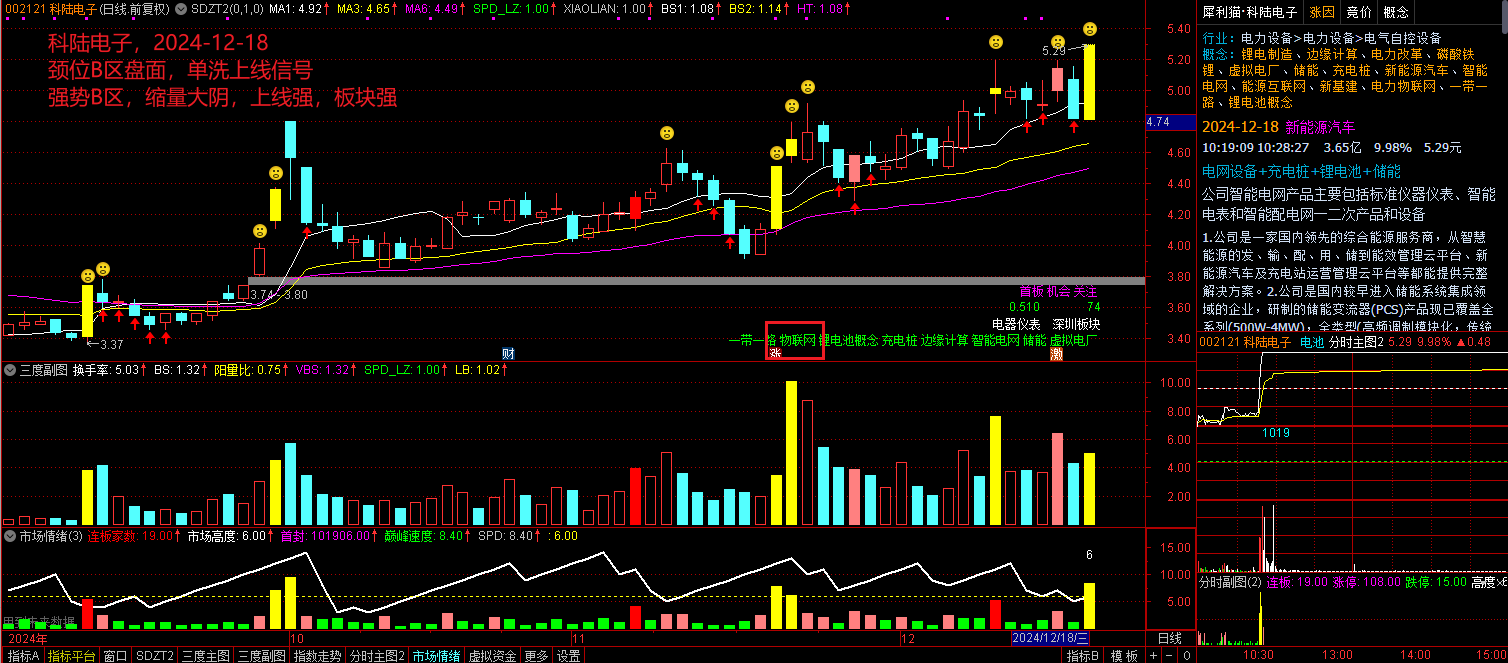 002121 科陆电子(日线.前复权) SDZT2(0,1,0) MA1: 4.92↑ MA3: 4.65↑ MA6: 4.49↑ SPD_LZ: 1.00↑ XIAOLIAN: 1.00↑ BS1: 1.08↑ BS2: 1.14↑ HT: 1.08↑
科陆电子，2024-12-18
颈位B区盘面，单洗上线信号
强势B区，缩量大阴，上线强，板块强
5.29
5.40
5.20
5.00
4.74
4.60
4.40
4.20
4.00
3.80
3.60
3.40
3.74 3.80
3.37
首板 机会 关注
0.510 74
电器仪表 深圳板块
一带一路 物联网 锂电池概念 充电桩 边缘计算 智能电网 储能 虚拟电厂
财
涨
激
三度副图 换手率: 5.03↑ BS: 1.32↑ 阳量比: 0.75↑ VBS: 1.32↑ SPD_LZ: 1.00↑ LB: 1.02↑
10.00
8.00
6.00
4.00
2.00
市场情绪(3) 连板家数: 19.00↑ 市场高度: 6.00↑ 首封: 101906.00↑ 巅峰速度: 8.40↑ SPD: 8.40↑ : 6.00
6
15.00
10.00
5.00
用到未来数据
2024年 10 11 12 2024/12/18/三 日线
指标A 指标平台 窗口 SDZT2 三度主图 三度副图 指数走势 分时主图2 市场情绪 虚拟资金 更多 设置 指标B 模板 + - 0
犀利猫·科陆电子 涨因 竟价 概念
行业: 电力设备>电力设备>电气自控设备
概念: 锂电制造、边缘计算、电力改革、磷酸铁
锂、虚拟电厂、储能、充电桩、新能源汽车、智能
电网、能源互联网、新基建、电力物联网、一带一
路、锂电池概念
2024-12-18 新能源汽车
10:19:09 10:28:27 3.65亿 9.98% 5.29元
电网设备+充电桩+锂电池+储能
公司智能电网产品主要包括标准仪器仪表、智能
电表和智能配电网一二次产品和设备
1.公司是一家国内领先的综合能源服务商，从智慧
能源的发、输、配、用、储到能效管理云平台、新
能源汽车及充电站运营管理云平台等都能提供完整
解决方案。2.公司是国内较早进入储能系统集成领
域的企业，研制的储能变流器(PCS)产品现已覆盖全
系列(500W-4MW)，全类型(高频调制模块化，传统
002121 科陆电子 电池 分时主图2 5.29 9.98% ▲0.48
1019
分时副图(2) 连板: 19.00 涨停: 108.00 跌停: 15.00 高度
10:30 13:00 14:00 15:00